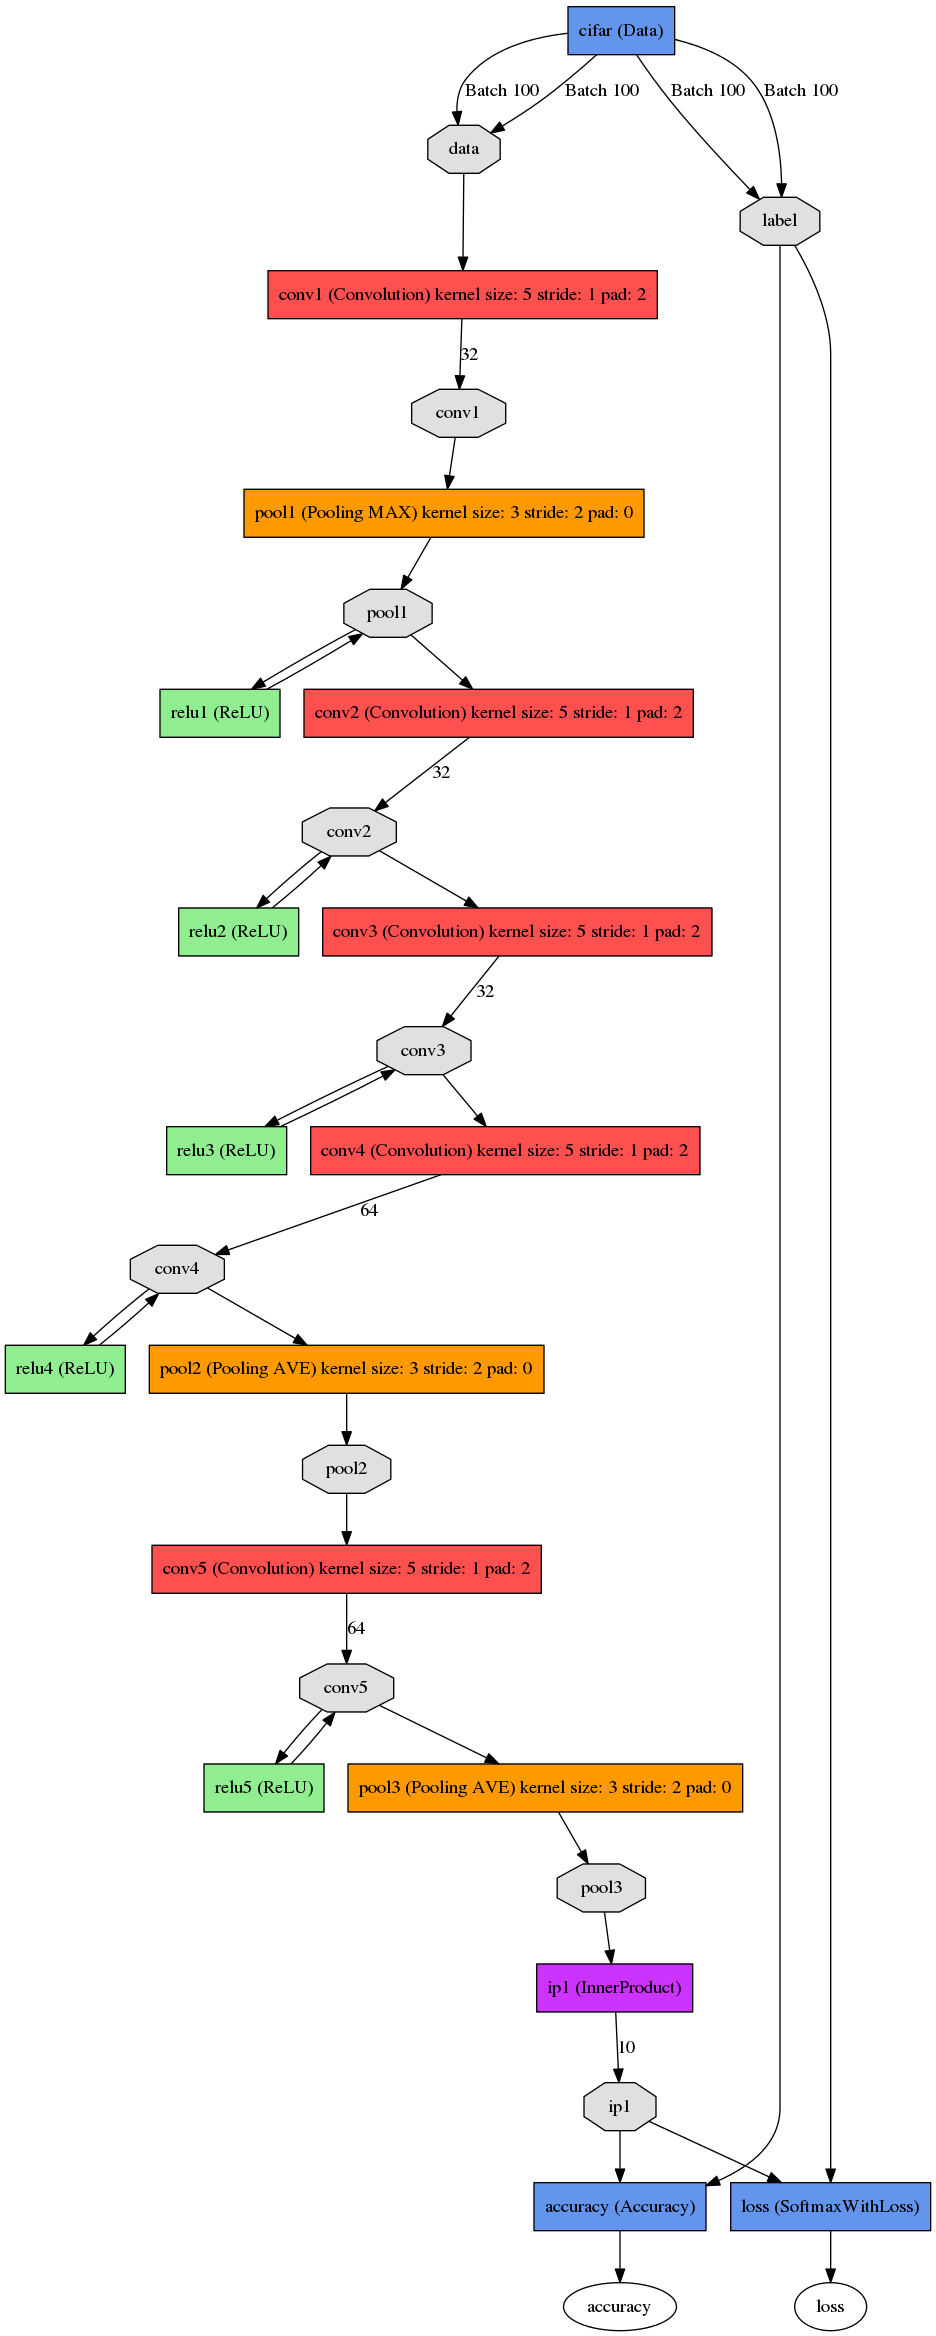 cifar (Data)
Batch 100
Batch 100
Batch 100
Batch 100
data
label
conv1 (Convolution) kernel size: 5 stride: 1 pad: 2
32
conv1
pool1 (Pooling MAX) kernel size: 3 stride: 2 pad: 0
pool1
relu1 (ReLU)
conv2 (Convolution) kernel size: 5 stride: 1 pad: 2
32
conv2
relu2 (ReLU)
conv3 (Convolution) kernel size: 5 stride: 1 pad: 2
32
conv3
relu3 (ReLU)
conv4 (Convolution) kernel size: 5 stride: 1 pad: 2
64
conv4
relu4 (ReLU)
pool2 (Pooling AVE) kernel size: 3 stride: 2 pad: 0
pool2
conv5 (Convolution) kernel size: 5 stride: 1 pad: 2
64
conv5
relu5 (ReLU)
pool3 (Pooling AVE) kernel size: 3 stride: 2 pad: 0
pool3
ip1 (InnerProduct)
10
ip1
accuracy (Accuracy)
loss (SoftmaxWithLoss)
accuracy
loss